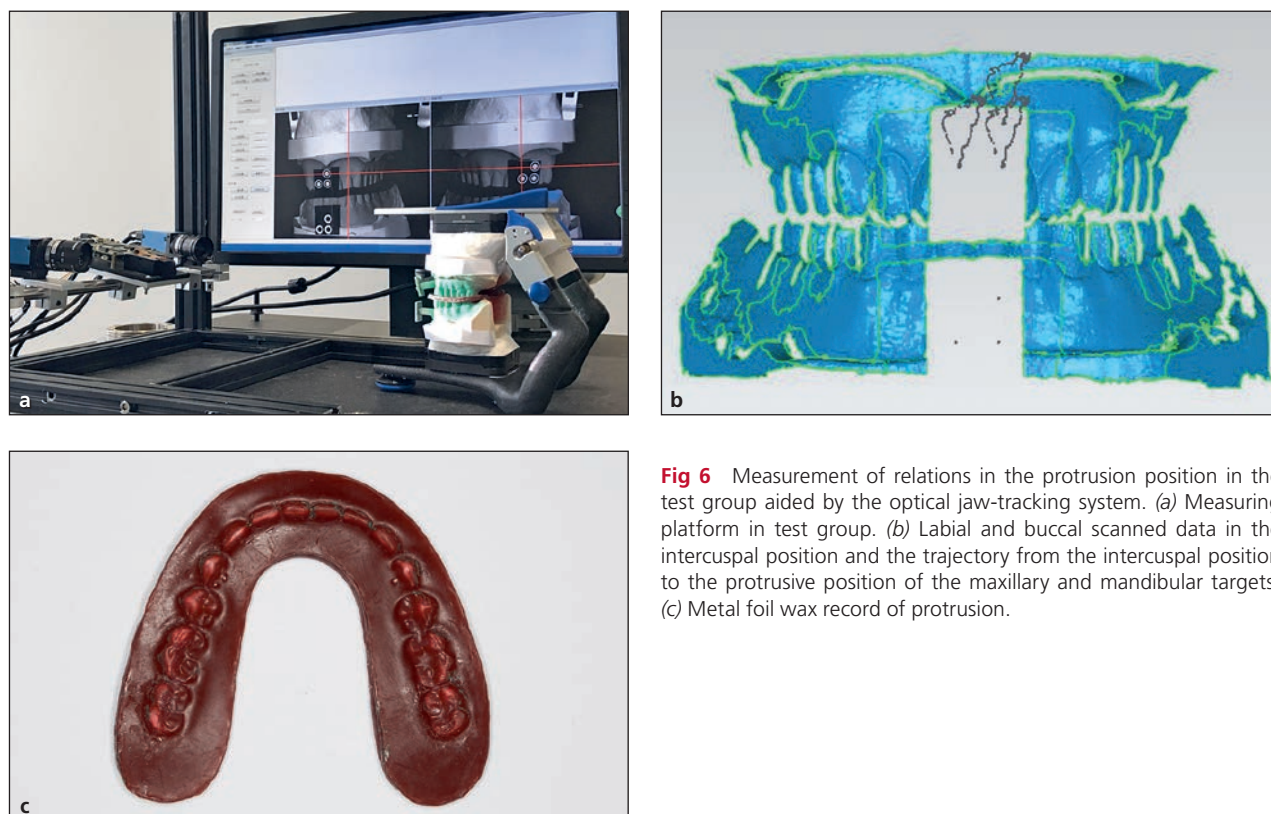 a
b
c
Fig 6 Measurement of relations in the protrusion position in the
test group aided by the optical jaw-tracking system. (a) Measuring
platform in test group. (b) Labial and buccal scanned data in the
intercuspal position and the trajectory from the intercuspal position
to the protrusive position of the maxillary and mandibular targets
(c) Metal foil wax record of protrusion.